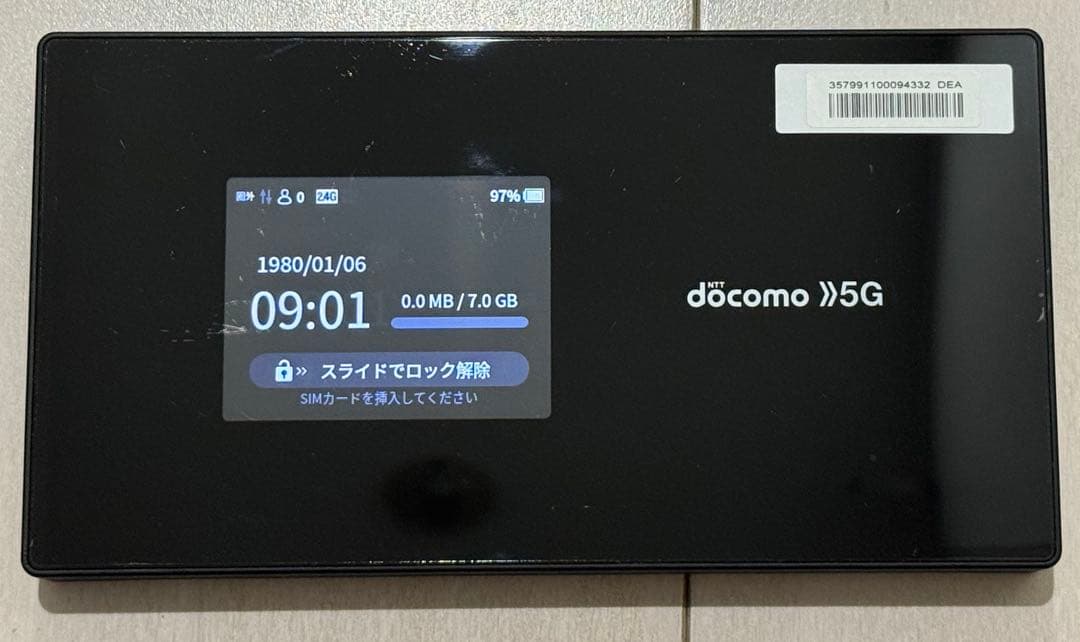 357991100094332 DEA
圏外 0 2.4G 97%
1980/01/06
09:01
0.0 MB / 7.0 GB
スライドでロック解除
SIMカードを挿入してください
NTT
docomo 5G